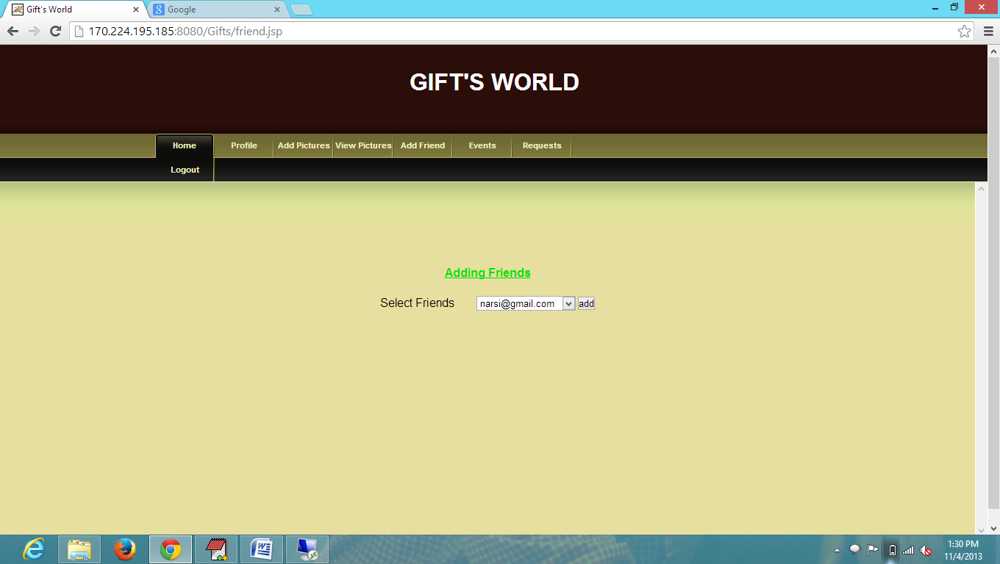 Gift's World
Google
170.224.195.185:8080/Gifts/friend.jsp
GIFT'S WORLD
Home Profile Add Pictures View Pictures Add Friend Events Requests
Logout
Adding Friends
Select Friends narsi@gmail.com add
1:30 PM
11/4/2013